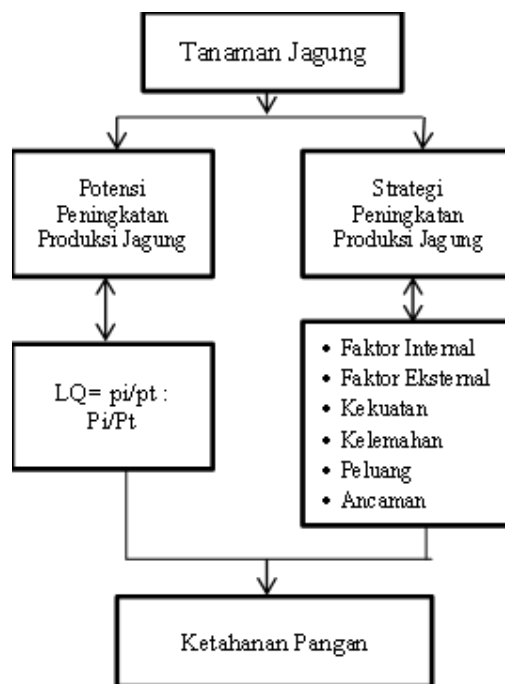 Tanaman Jagung
Potensi
Peningkatan
Produksi Jagung
Strategi
Peningkatan
Produksi Jagung
LQ= pi/pt :
Pi/Pt
• Faktor Internal
• Faktor Eksternal
• Kekuatan
• Kelemahan
• Peluang
• Ancaman
Ketahanan Pangan